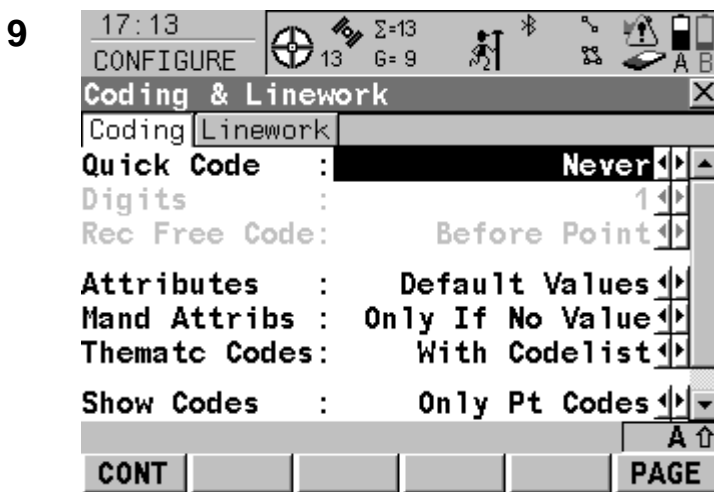 9
17:13
CONFIGURE
13
Σ=13
G= 9
A B
Coding & Linework
Coding Linework
Quick Code : Never
Digits : 1
Rec Free Code: Before Point
Attributes : Default Values
Mand Attribs : Only If No Value
Thematc Codes: With Codelist
Show Codes : Only Pt Codes
A ⇧
CONT PAGE